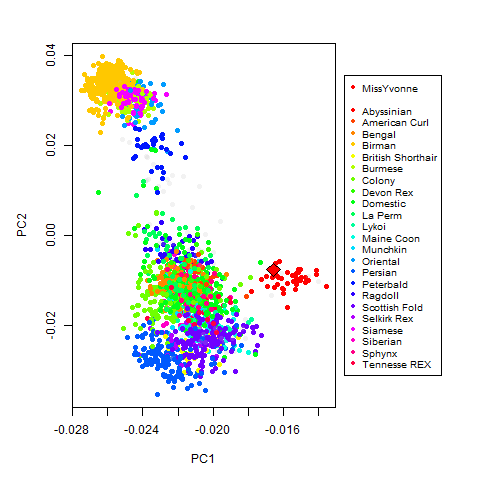 0.04
0.02
0.00
-0.02
PC2
-0.028
-0.024
-0.020
-0.016
PC1
MissYvonne
Abyssinian
American Curl
Bengal
Birman
British Shorthair
Burmese
Colony
Devon Rex
Domestic
La Perm
Lykoi
Maine Coon
Munchkin
Oriental
Persian
Peterbald
Ragdoll
Scottish Fold
Selkirk Rex
Siamese
Siberian
Sphynx
Tennesse REX